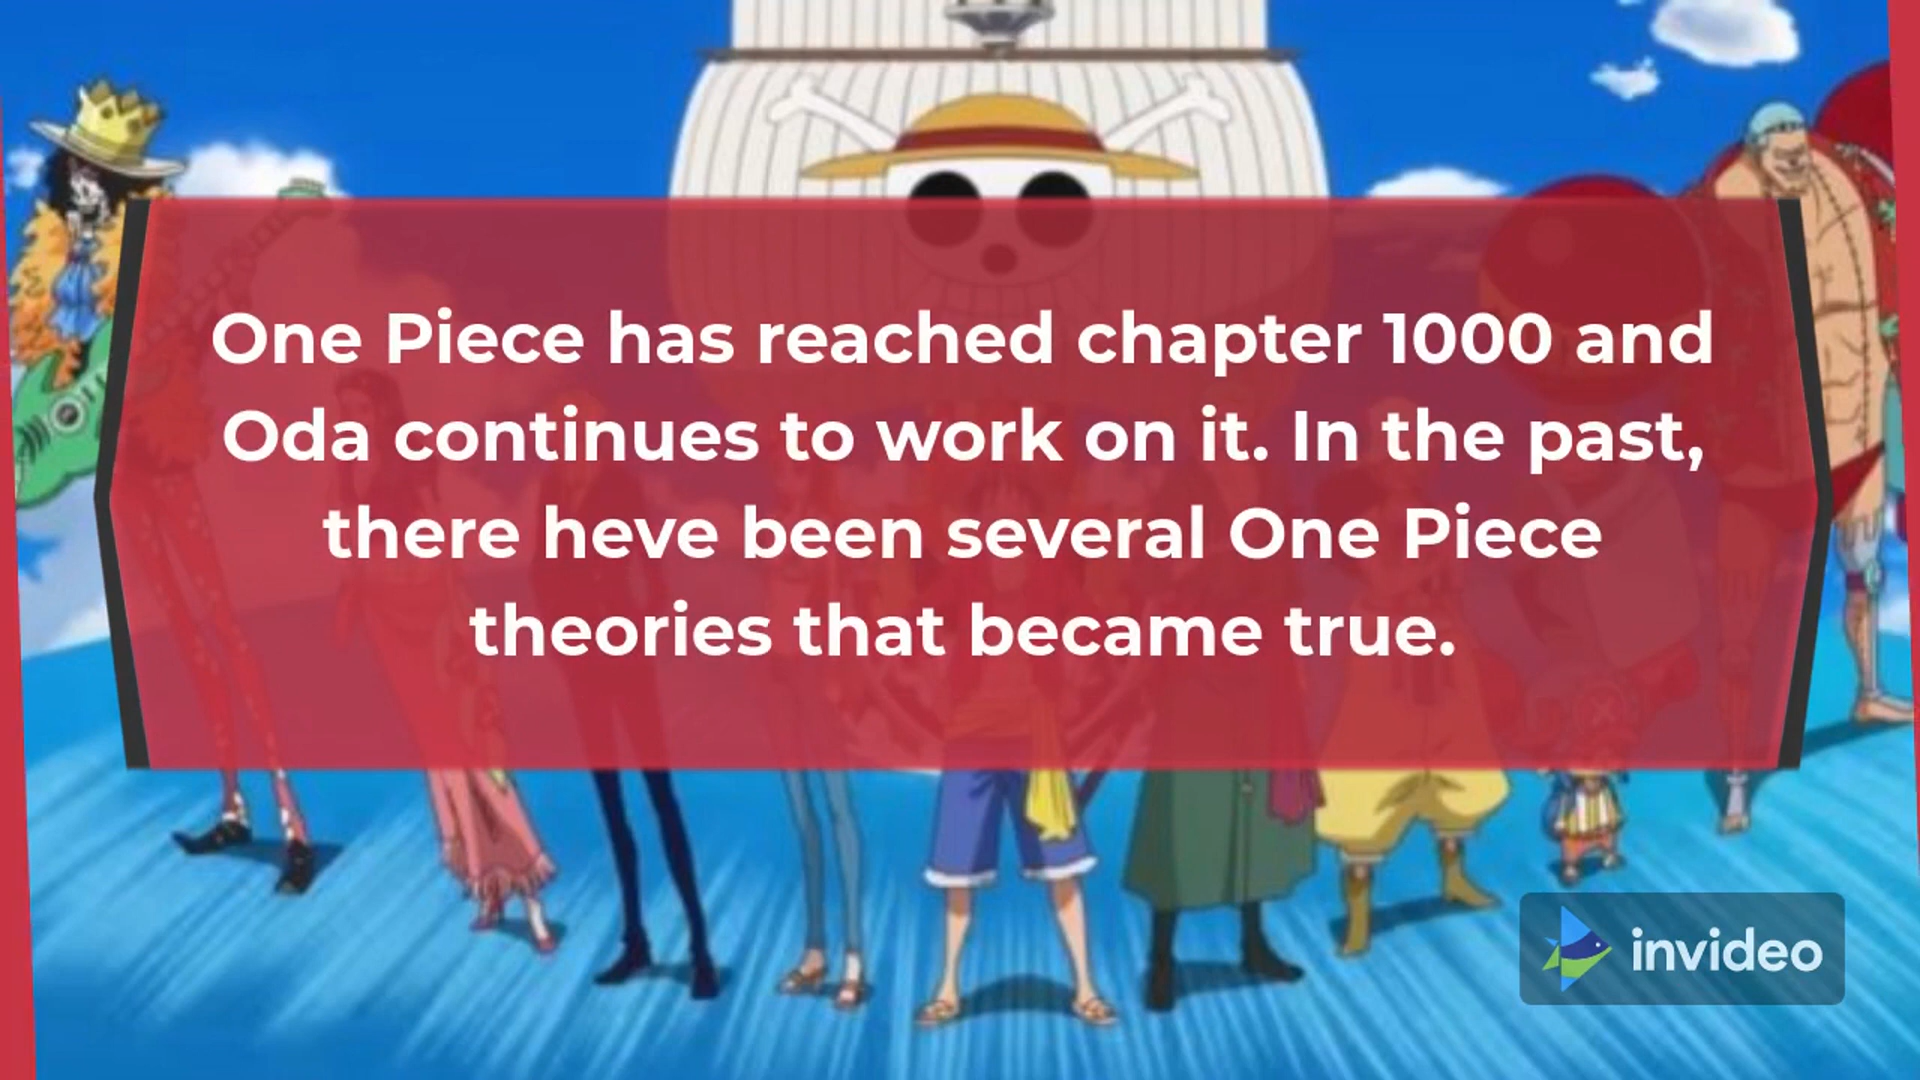 One Piece has reached chapter 1000 and
Oda continues to work on it. In the past,
there heve been several One Piece
theories that became true.
invideo